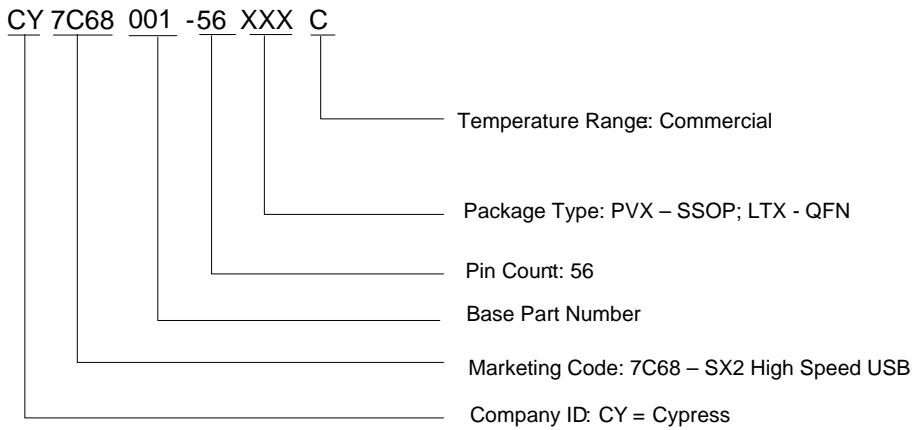 CY 7C68 001 -56 XXX C
Temperature Range: Commercial
Package Type: PVX – SSOP; LTX - QFN
Pin Count: 56
Base Part Number
Marketing Code: 7C68 – SX2 High Speed USB
Company ID: CY = Cypress